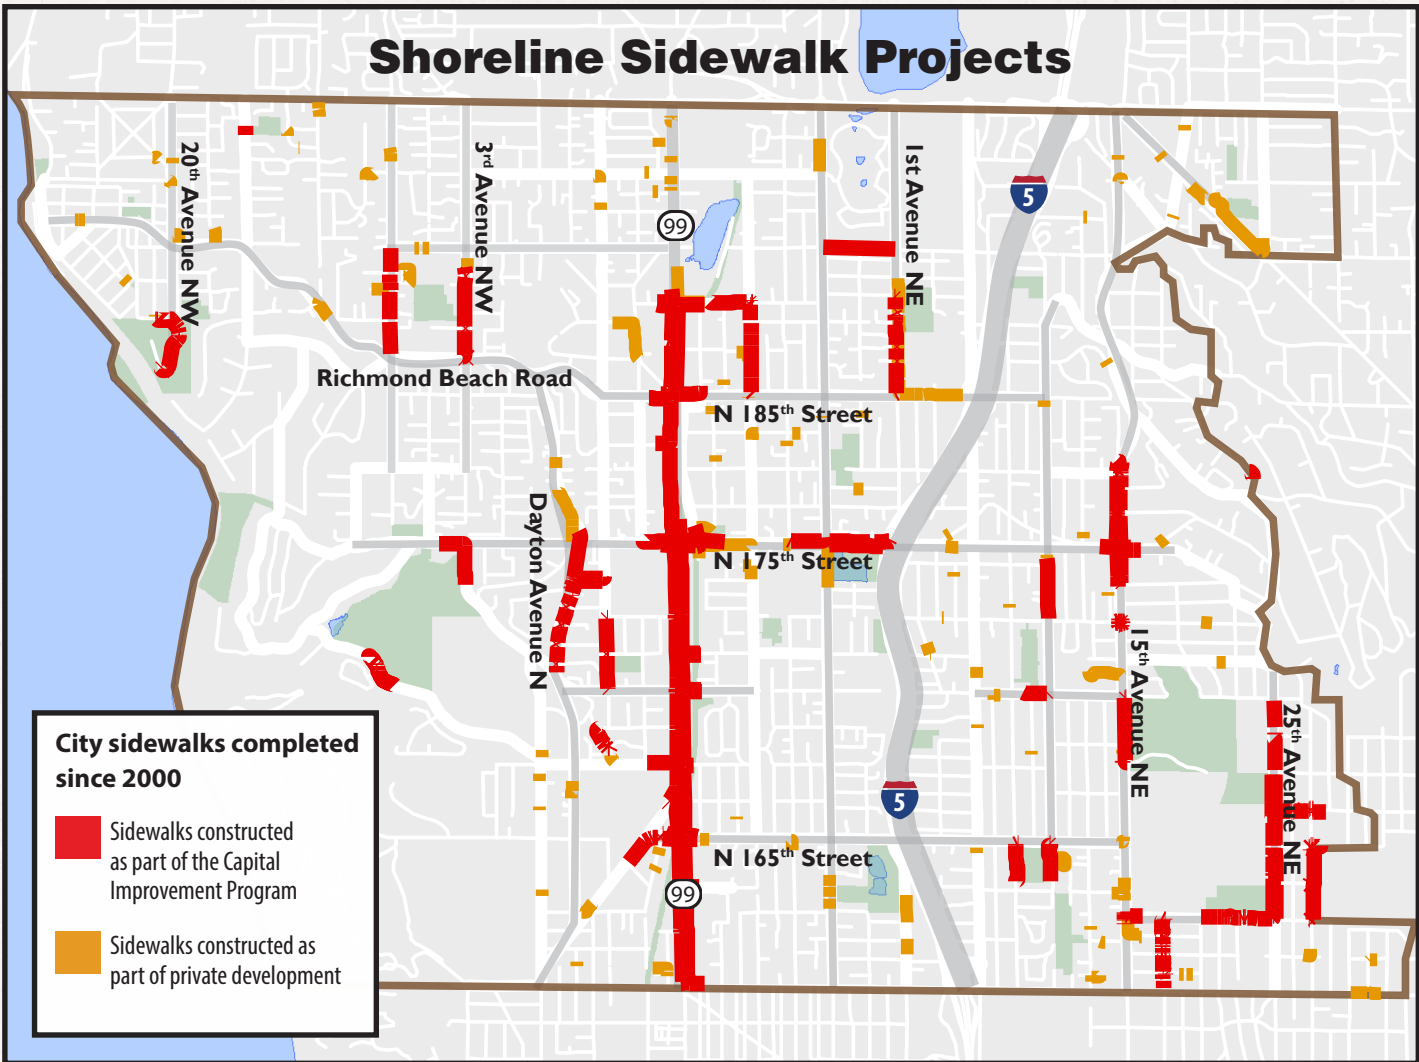 Shoreline Sidewalk Projects
20th Avenue NW
3rd Avenue NW
1st Avenue NE
5
99
Richmond Beach Road
N 185th Street
Dayton Avenue N
N 175th Street
15th Avenue NE
25th Avenue NE
5
N 165th Street
99
City sidewalks completed
since 2000
Sidewalks constructed
as part of the Capital
Improvement Program
Sidewalks constructed as
part of private development